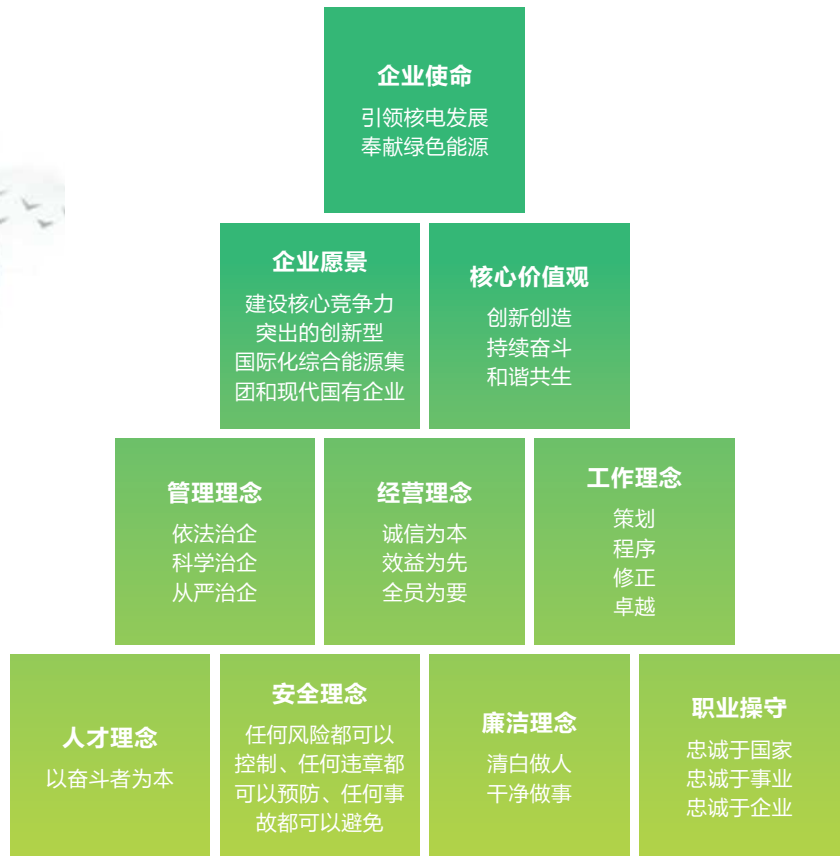 企业使命
引领核电发展
奉献绿色能源
企业愿景
建设核心竞争力
突出的创新型
国际化综合能源集
团和现代国有企业
核心价值观
创新创造
持续奋斗
和谐共生
管理理念
依法治企
科学治企
从严治企
经营理念
诚信为本
效益为先
全员为要
工作理念
策划
程序
修正
卓越
人才理念
以奋斗者为本
安全理念
任何风险都可以
控制、任何违章都
可以预防、任何事
故都可以避免
廉洁理念
清白做人
干净做事
职业操守
忠诚于国家
忠诚于事业
忠诚于企业